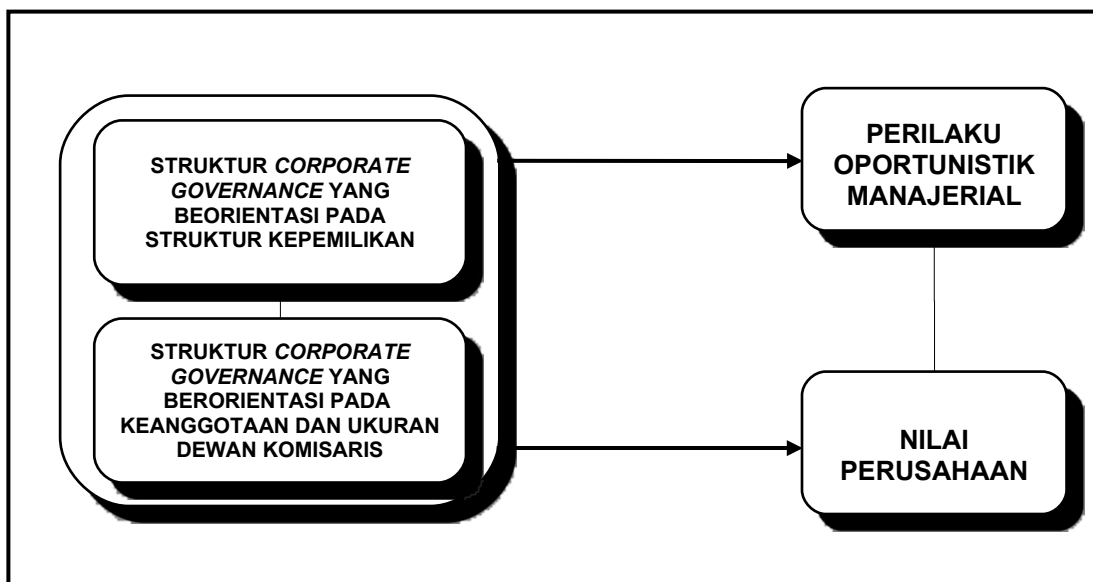 STRUKTUR CORPORATE
GOVERNANCE YANG
BEORIENTASI PADA
STRUKTUR KEPEMILIKAN
STRUKTUR CORPORATE
GOVERNANCE YANG
BERORIENTASI PADA
KEANGGOTAAN DAN UKURAN
DEWAN KOMISARIS
PERILAKU
OPORTUNISTIK
MANAJERIAL
NILAI
PERUSAHAAN